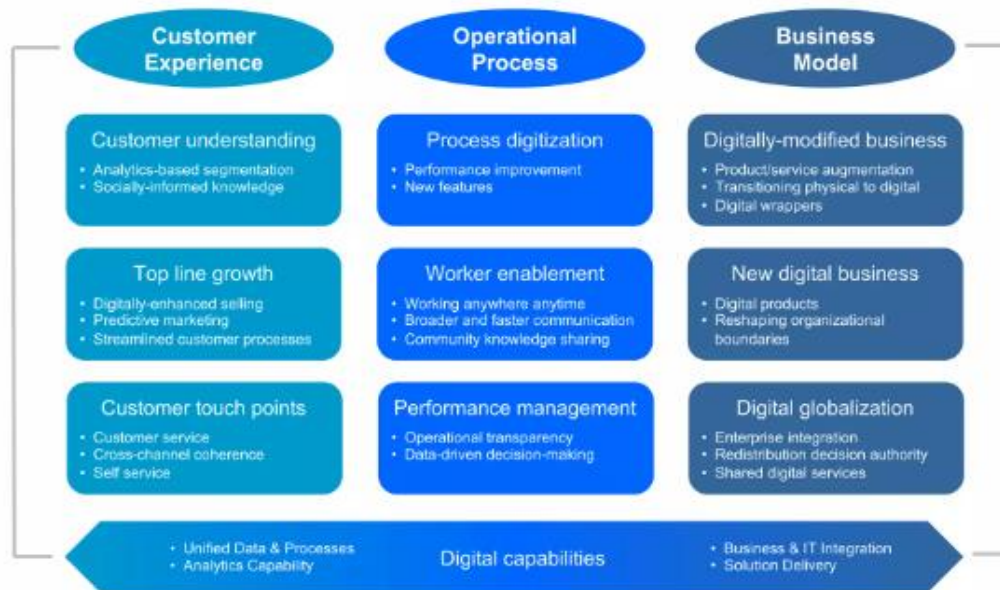 Customer
Experience
Operational
Process
Business
Model
Customer understanding
• Analytics-based segmentation
• Socially-informed knowledge
Process digitization
• Performance improvement
• New features
Digitally-modified business
• Product/service augmentation
• Transitioning physical to digital
• Digital wrappers
Top line growth
• Digitally-enhanced selling
• Predictive marketing
• Streamlined customer processes
Worker enablement
• Working anywhere anytime
• Broader and faster communication
• Community knowledge sharing
New digital business
• Digital products
• Reshaping organizational
boundaries
Customer touch points
• Customer service
• Cross-channel coherence
• Self service
Performance management
• Operational transparency
• Data-driven decision-making
Digital globalization
• Enterprise integration
• Redistribution decision authority
• Shared digital services
• Unified Data & Processes
• Analytics Capability
Digital capabilities
• Business & IT Integration
• Solution Delivery